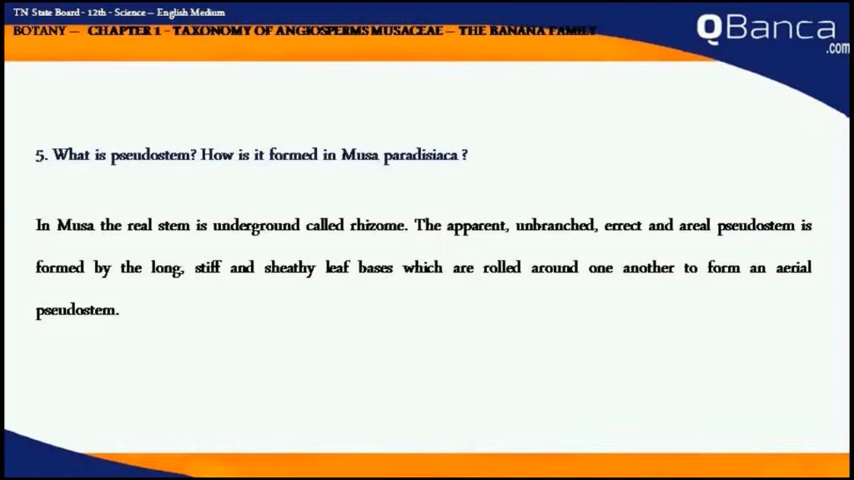 TN State Board - 12th - Science – English Medium
BOTANY – CHAPTER 1 - TAXONOMY OF ANGIOSPERMS MUSACEAE – THE BANANA FAMILY
QBanca
.com
5. What is pseudostem? How is it formed in Musa paradisiaca ?
In Musa the real stem is underground called rhizome. The apparent, unbranched, errect and areal pseudostem is
formed by the long, stiff and sheathy leaf bases which are rolled around one another to form an aerial
pseudostem.